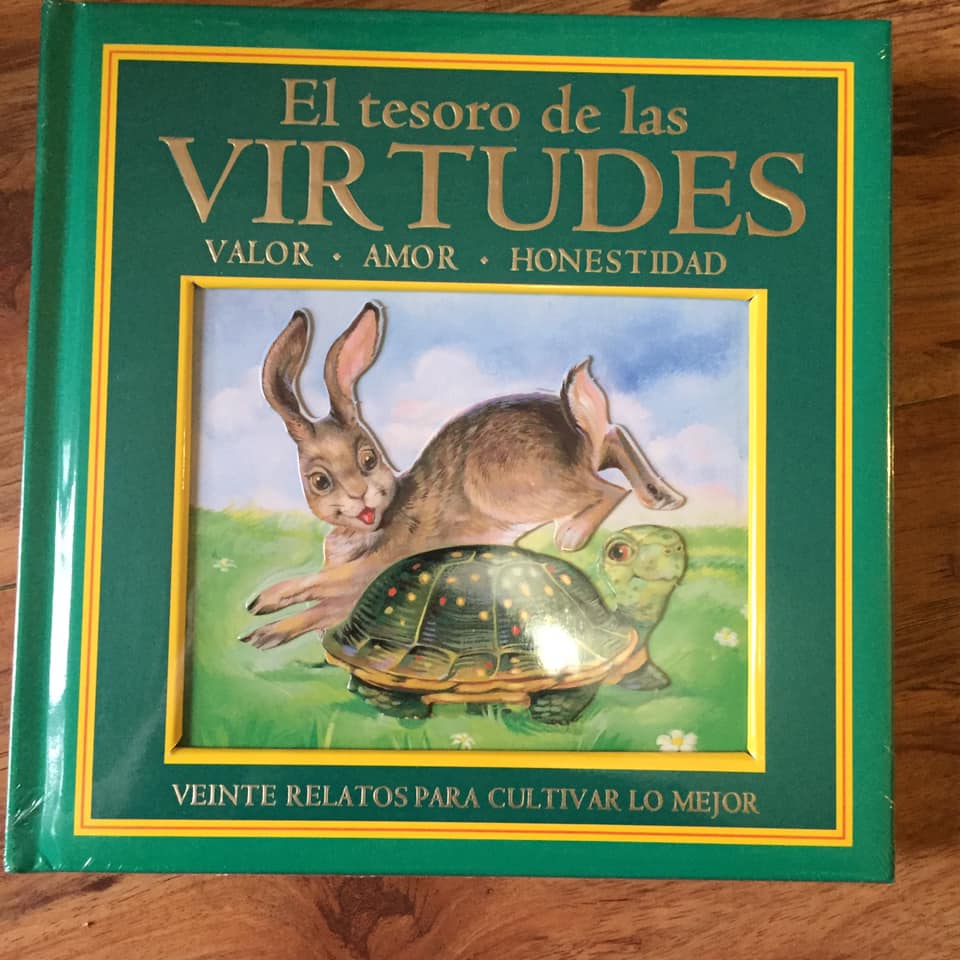 El tesoro de las
VIRTUDES
VALOR · AMOR · HONESTIDAD
VEINTE RELATOS PARA CULTIVAR LO MEJOR